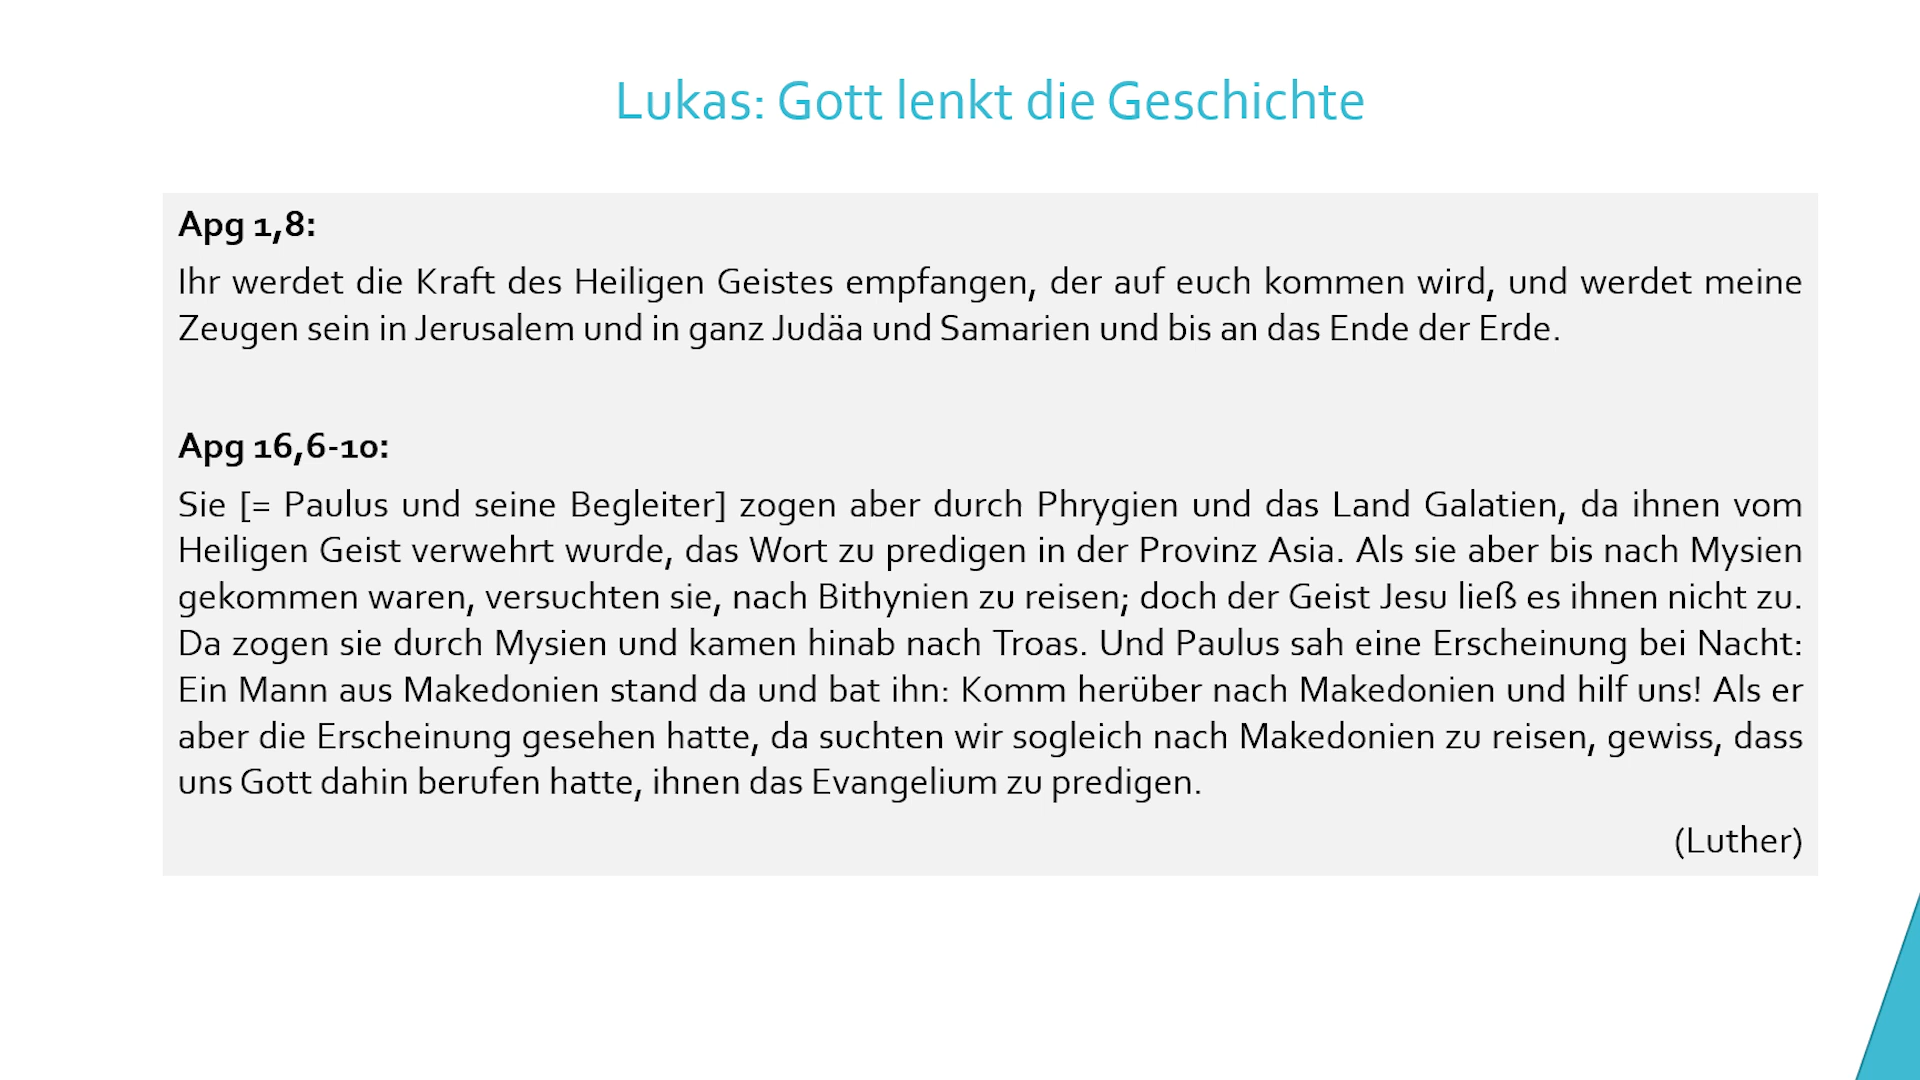 Lukas: Gott lenkt die Geschichte
Apg 1,8:
Ihr werdet die Kraft des Heiligen Geistes empfangen, der auf euch kommen wird, und werdet meine
Zeugen sein in Jerusalem und in ganz Judäa und Samarien und bis an das Ende der Erde.
Apg 16,6-10:
Sie [= Paulus und seine Begleiter] zogen aber durch Phrygien und das Land Galatien, da ihnen vom
Heiligen Geist verwehrt wurde, das Wort zu predigen in der Provinz Asia. Als sie aber bis nach Mysien
gekommen waren, versuchten sie, nach Bithynien zu reisen; doch der Geist Jesu ließ es ihnen nicht zu.
Da zogen sie durch Mysien und kamen hinab nach Troas. Und Paulus sah eine Erscheinung bei Nacht:
Ein Mann aus Makedonien stand da und bat ihn: Komm herüber nach Makedonien und hilf uns! Als er
aber die Erscheinung gesehen hatte, da suchten wir sogleich nach Makedonien zu reisen, gewiss, dass
uns Gott dahin berufen hatte, ihnen das Evangelium zu predigen.
(Luther)